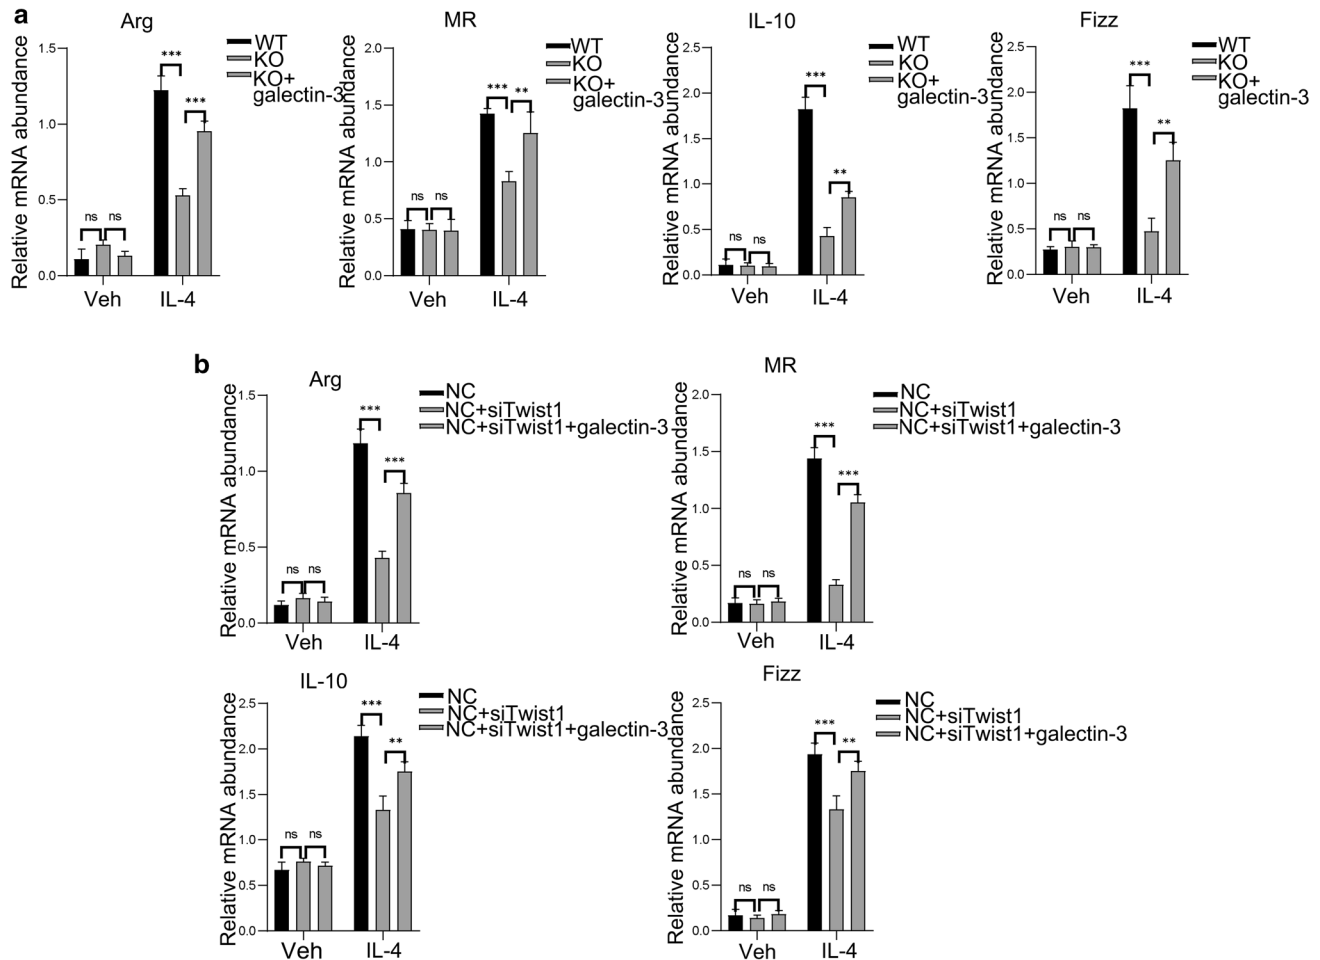 a
Arg
Relative mRNA abundance
1.5
1.0
0.5
0.0
***
***
ns ns
Veh IL-4
WT
KO
KO+
galectin-3
MR
Relative mRNA abundance
2.0
1.5
1.0
0.5
0.0
*** **
ns ns
Veh IL-4
WT
KO
KO+
galectin-3
IL-10
Relative mRNA abundance
2.5
2.0
1.5
1.0
0.5
0.0
***
**
ns ns
Veh IL-4
WT
KO
KO+
galectin-3
Fizz
Relative mRNA abundance
2.5
2.0
1.5
1.0
0.5
0.0
***
**
ns ns
Veh IL-4
WT
KO
KO+
galectin-3
b
Arg
Relative mRNA abundance
1.5
1.0
0.5
0.0
***
***
ns ns
Veh IL-4
NC
NC+siTwist1
NC+siTwist1+galectin-3
MR
Relative mRNA abundance
2.0
1.5
1.0
0.5
0.0
***
***
ns ns
Veh IL-4
NC
NC+siTwist1
NC+siTwist1+galectin-3
IL-10
Relative mRNA abundance
2.5
2.0
1.5
1.0
0.5
0.0
***
**
ns ns
Veh IL-4
NC
NC+siTwist1
NC+siTwist1+galectin-3
Fizz
Relative mRNA abundance
2.5
2.0
1.5
1.0
0.5
0.0
***
**
ns ns
Veh IL-4
NC
NC+siTwist1
NC+siTwist1+galectin-3